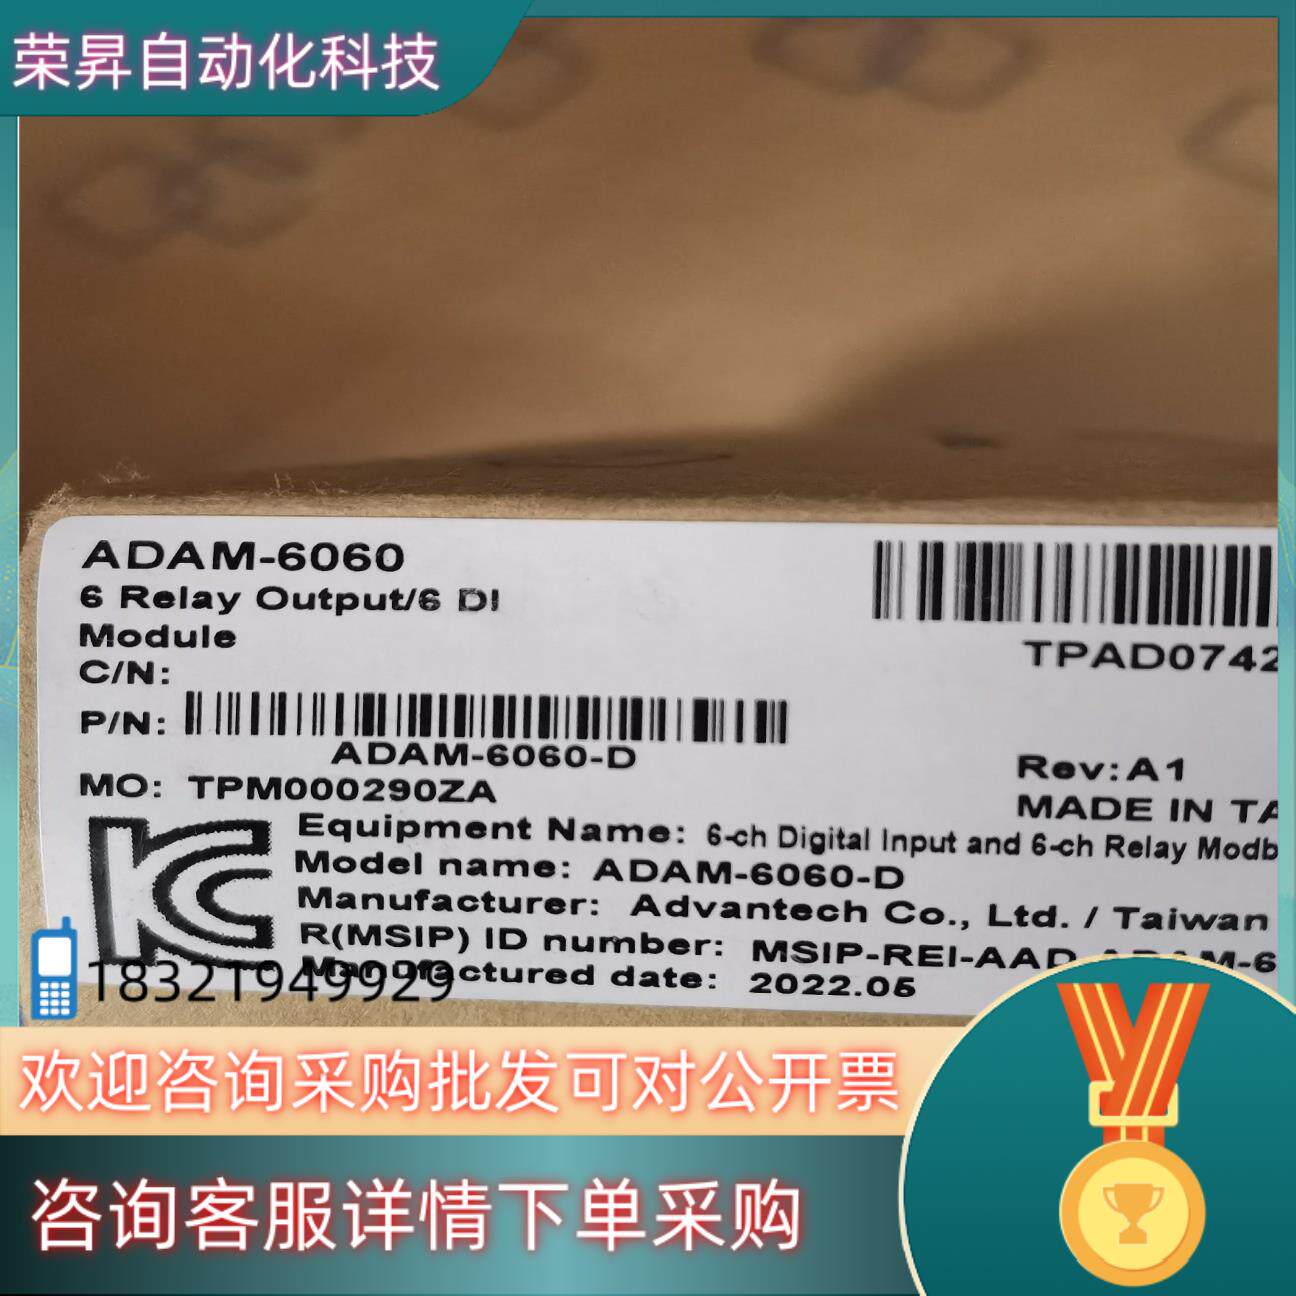 荣昇自动化科技
ADAM-6060
6 Relay Output/6 DI
Module
C/N:
P/N:
ADAM-6060-D
MO: TPM000290ZA
TPAD0742
Rev:A1
MADE IN TA
Equipment Name: 6-ch Digital Input and 6-ch Relay Modb
Model name: ADAM-6060-D
Manufacturer: Advantech Co., Ltd. / Taiwan
R(MSIP) ID number: MSIP-REI-AAD-ADAM-6
Manufactured date: 2022.05
18321949929
欢迎咨询采购批发可对公开票
咨询客服详情下单采购